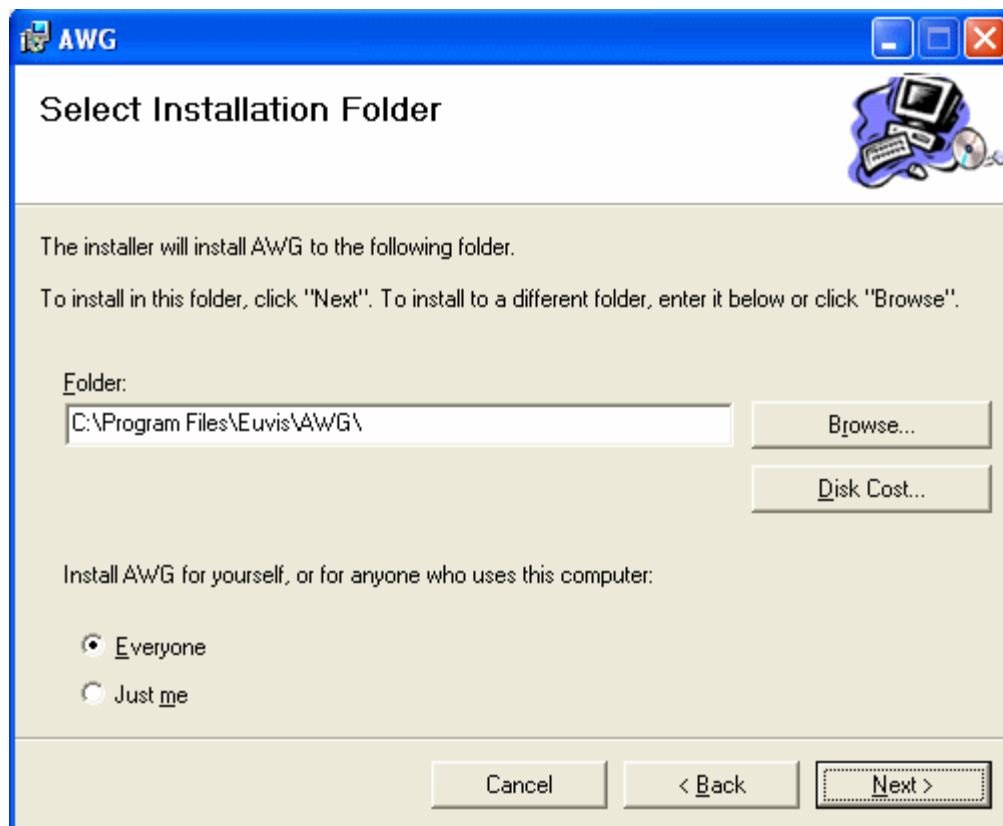 AWG
Select Installation Folder
The installer will install AWG to the following folder.
To install in this folder, click "Next". To install to a different folder, enter it below or click "Browse".
Folder:
C:\Program Files\Euvis\AWG\
Browse...
Disk Cost...
Install AWG for yourself, or for anyone who uses this computer:
Everyone
Just me
Cancel
< Back
Next >